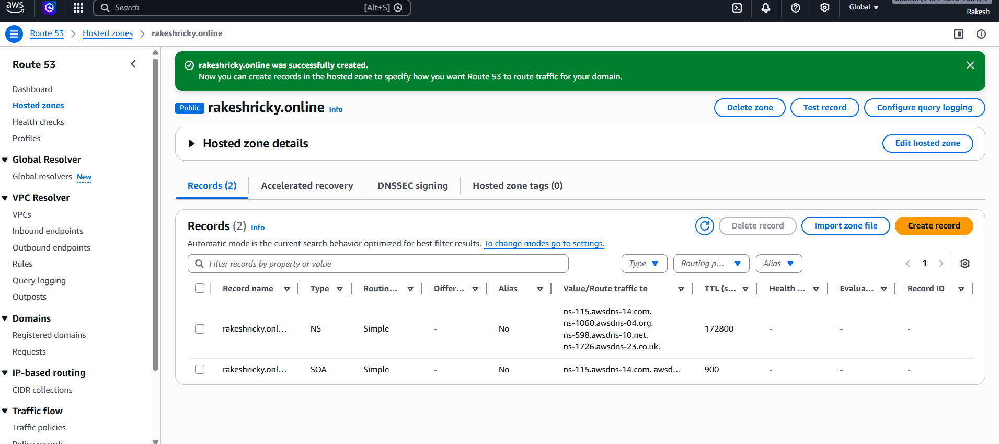 aws
Search
[Alt+S]
Global
Rakesh
Route 53
Hosted zones
rakeshricky.online
Route 53
Dashboard
Hosted zones
Health checks
Profiles
Global Resolver
Global resolvers New
VPC Resolver
VPCs
Inbound endpoints
Outbound endpoints
Rules
Query logging
Outposts
Domains
Registered domains
Requests
IP-based routing
CIDR collections
Traffic flow
Traffic policies
rakeshricky.online was successfully created.
Now you can create records in the hosted zone to specify how you want Route 53 to route traffic for your domain.
Public rakeshricky.online Info
Delete zone
Test record
Configure query logging
Hosted zone details
Edit hosted zone
Records (2)
Accelerated recovery
DNSSEC signing
Hosted zone tags (0)
Records (2) Info
Delete record
Import zone file
Create record
Automatic mode is the current search behavior optimized for best filter results. To change modes go to settings.
Filter records by property or value
Type
Routing p...
Alias
1
Record name Type Routin... Differ... Alias Value/Route traffic to TTL (s... Health ... Evalua... Record ID
ns-115.awsdns-14.com.
ns-1060.awsdns-04.org.
rakeshricky.onl... NS Simple - No 172800 - - -
ns-598.awsdns-10.net.
ns-1726.awsdns-23.co.uk.
rakeshricky.onl... SOA Simple - No ns-115.awsdns-14.com. awsd... 900 - - -